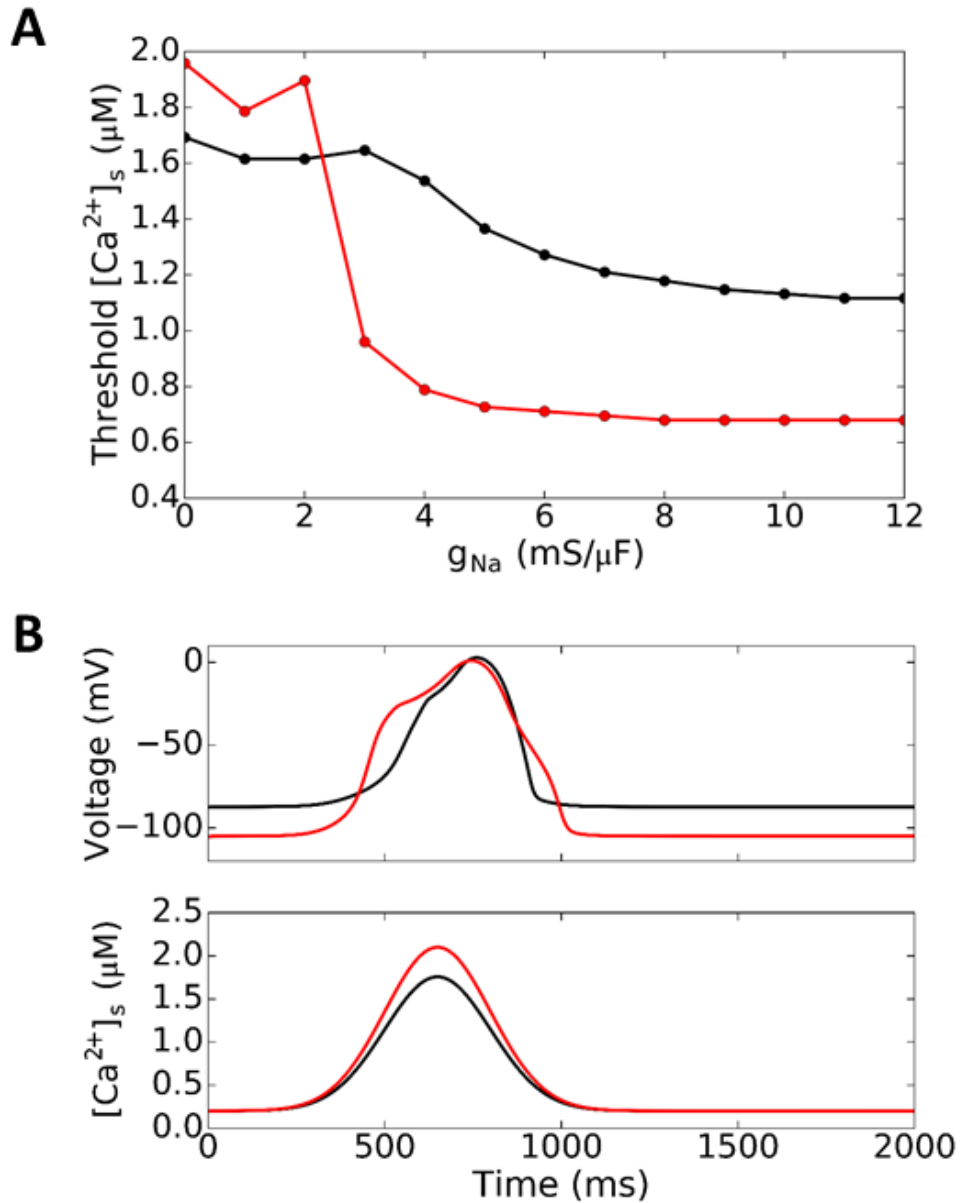 A
Threshold [Ca²⁺]ₛ (μM)
2.0
1.8
1.6
1.4
1.2
1.0
0.8
0.6
0.4
0 2 4 6 8 10 12
g_Na (mS/μF)
B
Voltage (mV)
0
−50
−100
[Ca²⁺]ₛ (μM)
2.5
2.0
1.5
1.0
0.5
0.0
0 500 1000 1500 2000
Time (ms)